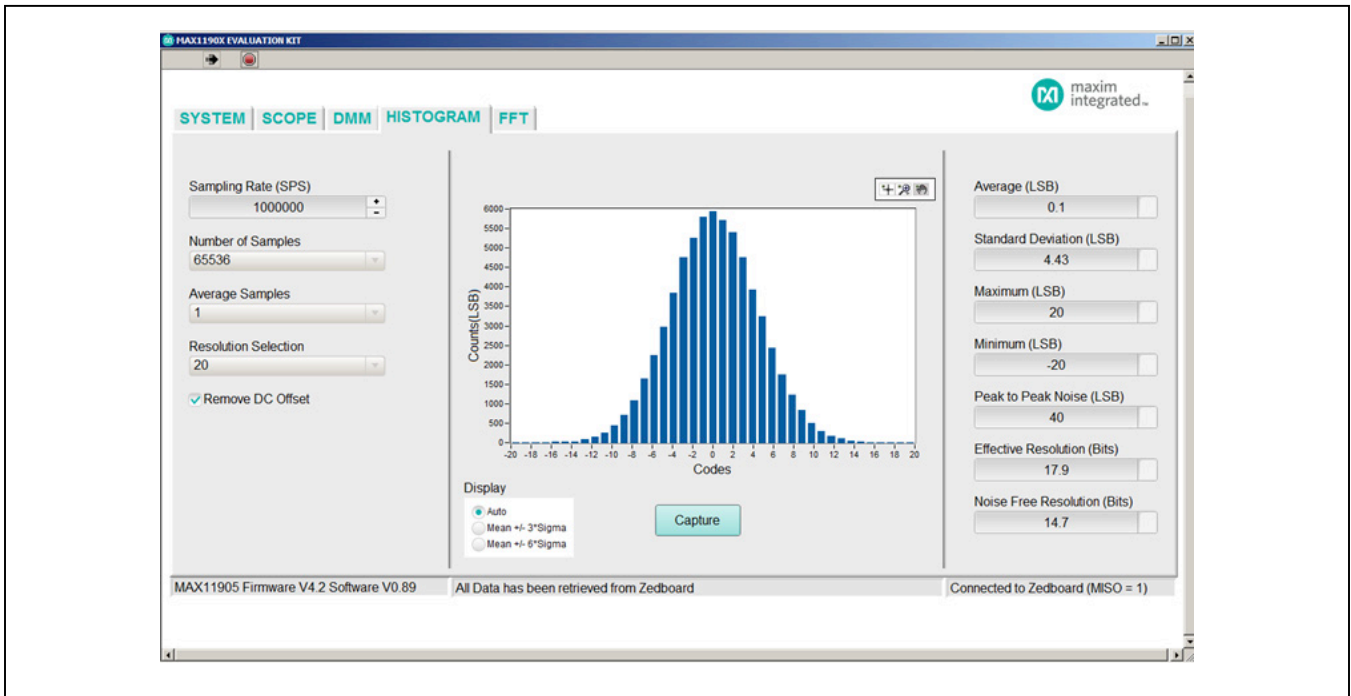 MAX1190X EVALUATION KIT
maxim
integrated™
SYSTEM SCOPE DMM HISTOGRAM FFT
Sampling Rate (SPS)
1000000
Number of Samples
65536
Average Samples
1
Resolution Selection
20
Remove DC Offset
6000
5500
5000
4500
4000
3500
3000
2500
2000
1500
1000
500
0
Counts(LSB)
-20 -18 -16 -14 -12 -10 -8 -6 -4 -2 0 2 4 6 8 10 12 14 16 18 20
Codes
Display
Auto
Mean +/- 3*Sigma
Mean +/- 6*Sigma
Capture
Average (LSB)
0.1
Standard Deviation (LSB)
4.43
Maximum (LSB)
20
Minimum (LSB)
-20
Peak to Peak Noise (LSB)
40
Effective Resolution (Bits)
17.9
Noise Free Resolution (Bits)
14.7
MAX11905 Firmware V4.2 Software V0.89
All Data has been retrieved from Zedboard
Connected to Zedboard (MISO = 1)